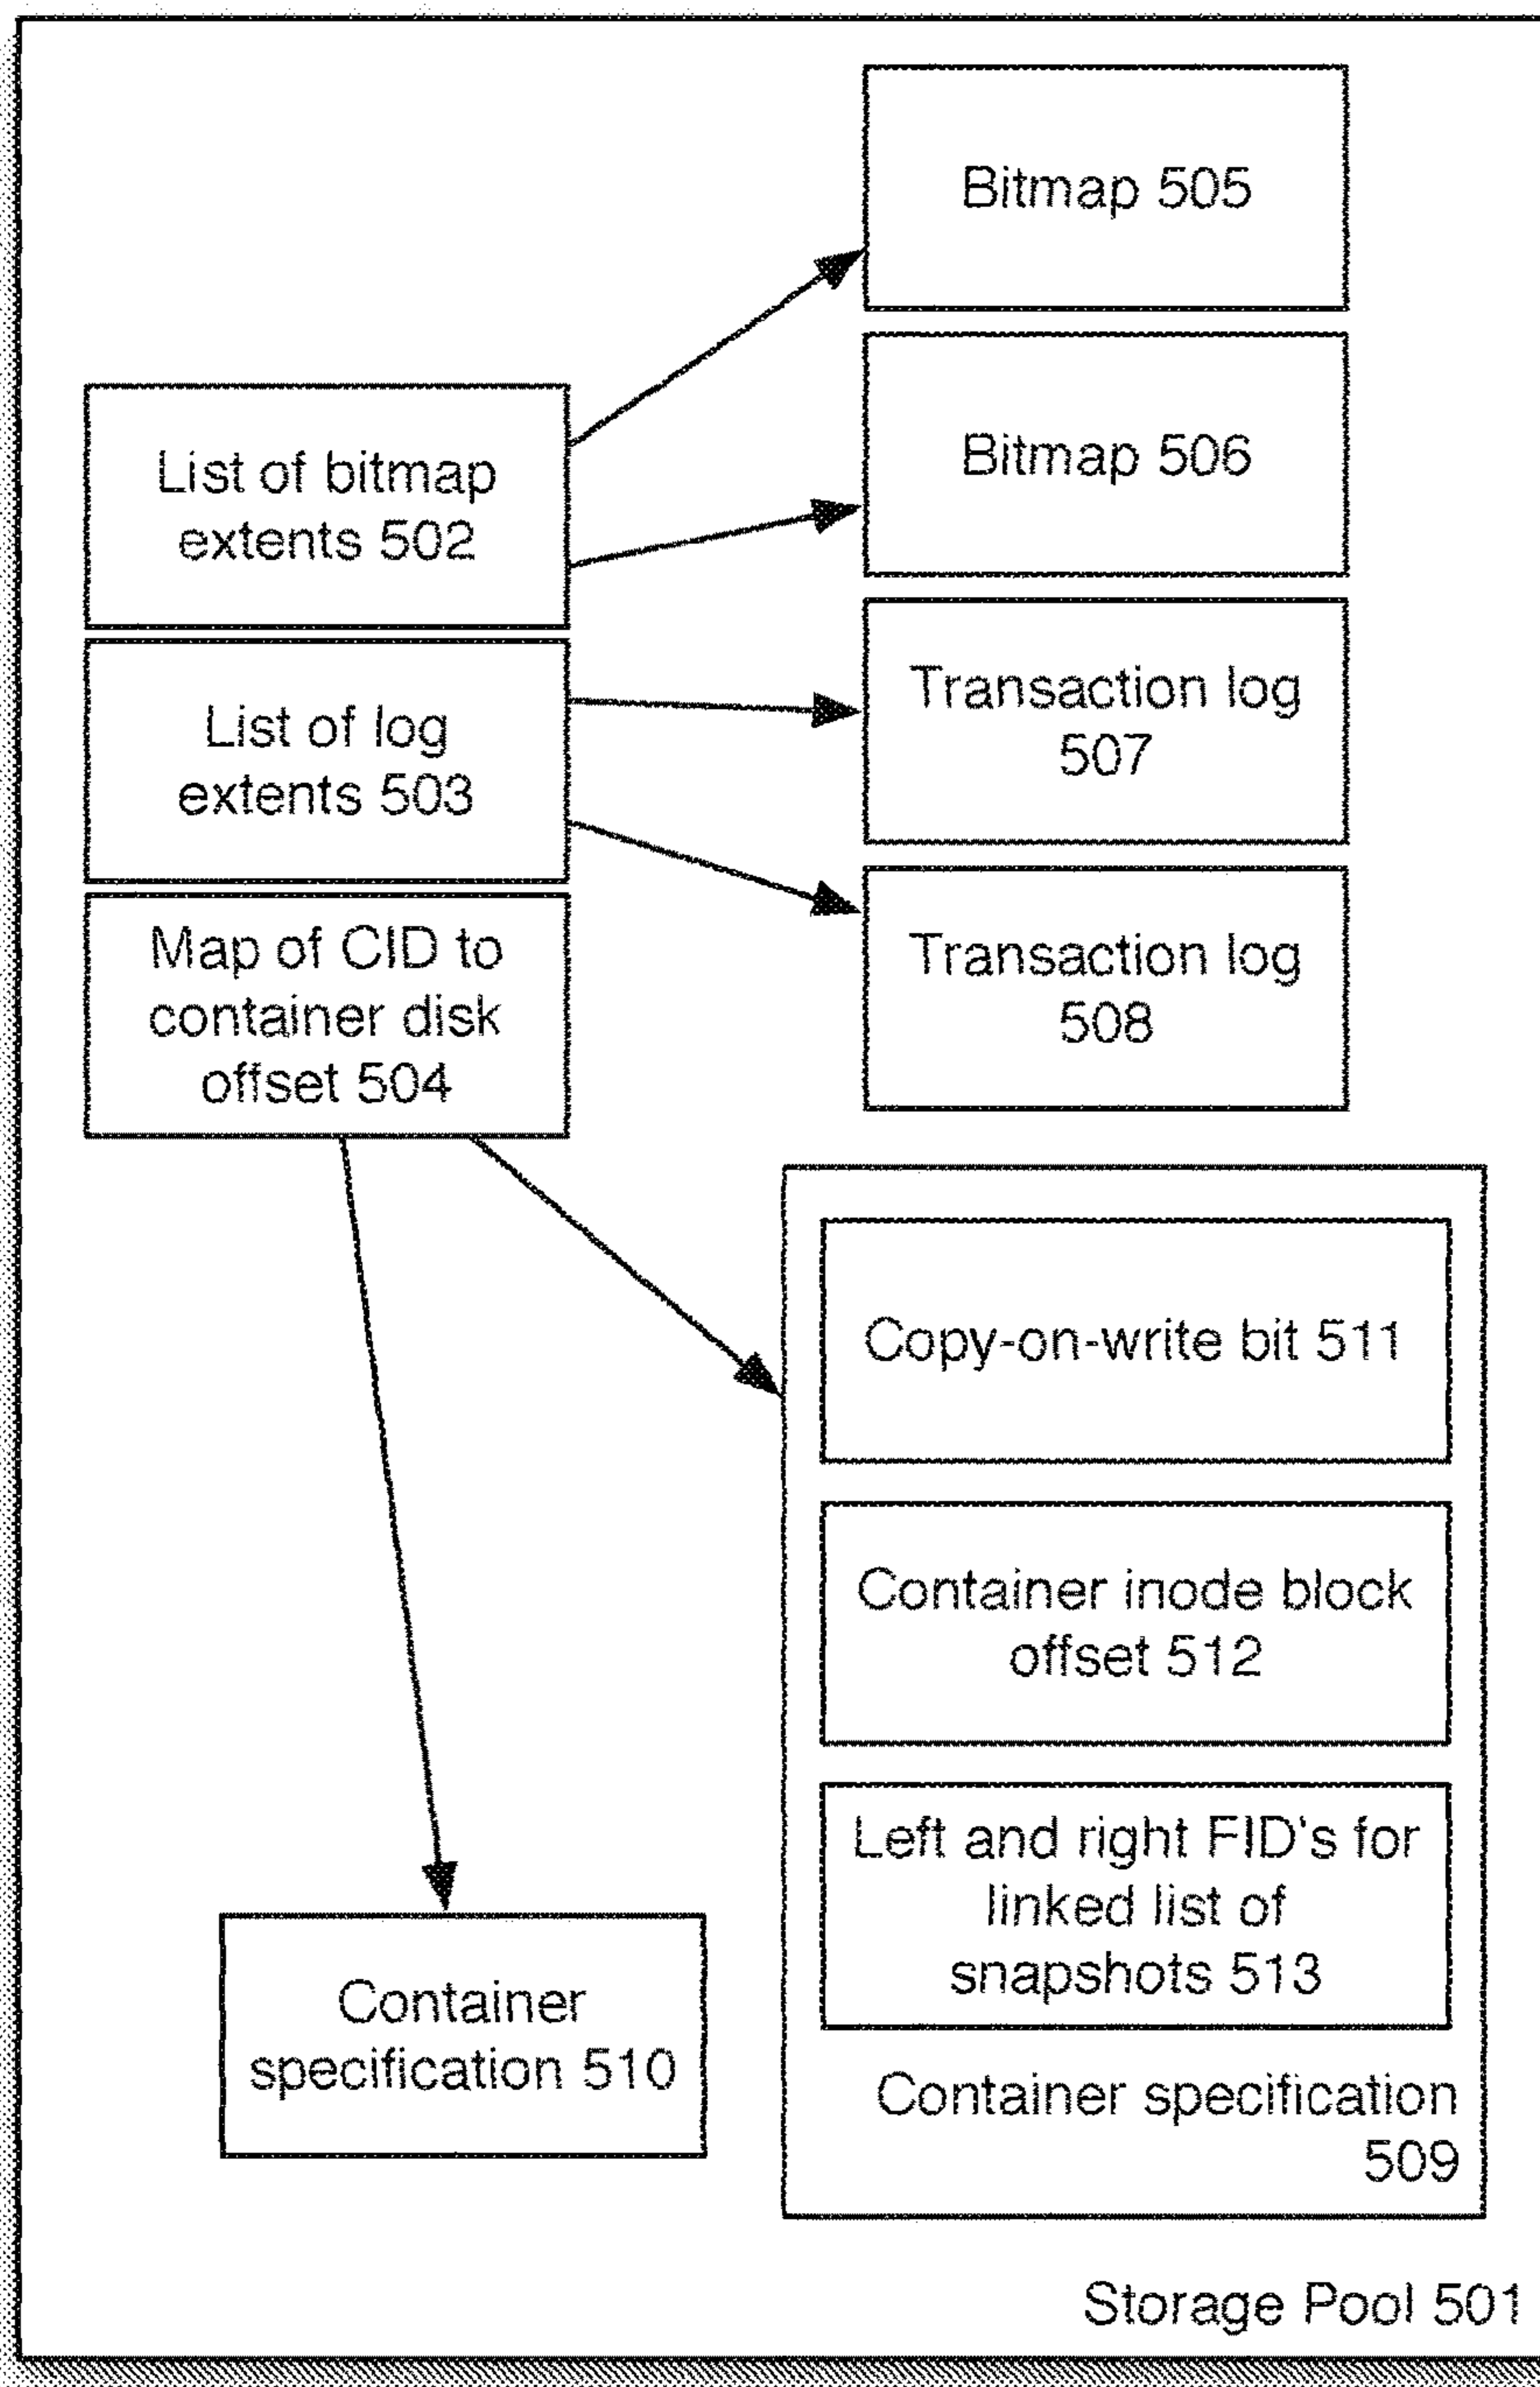 Bitmap 505
Bitmap 506
List of bitmap
extents 502
Transaction log
507
List of log
extents 503
Transaction log
508
Map of CID to
container disk
offset 504
Copy-on-write bit 511
Container inode block
offset 512
Left and right FID's for
linked list of
snapshots 513
Container
specification 510
Container specification
509
Storage Pool 501